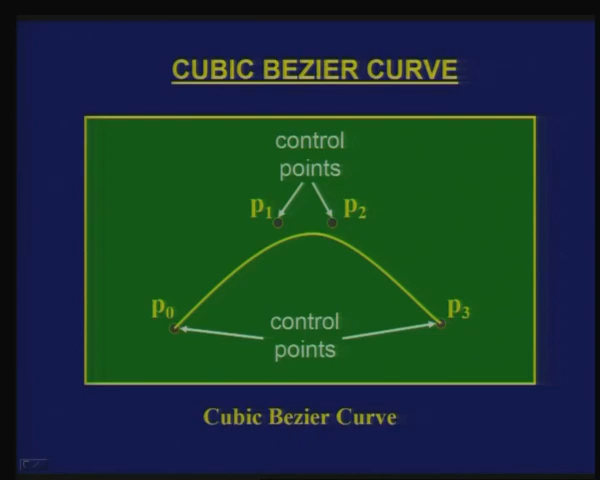 CUBIC BEZIER CURVE
control
points
p1 p2
p0
p3
control
points
Cubic Bezier Curve